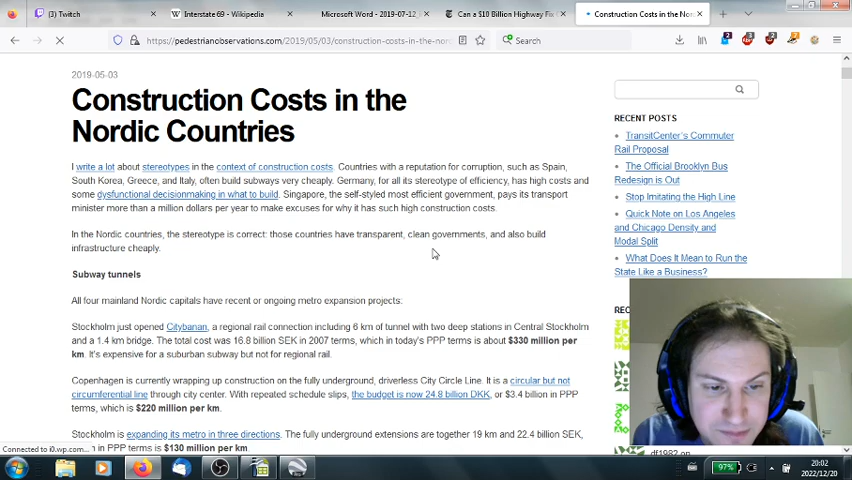 (3) Twitch
Interstate 69 - Wikipedia
Microsoft Word - 2019-07-12_
Can a $10 Billion Highway Fix
Construction Costs in the Nor
https://pedestrianobservations.com/2019/05/03/construction-costs-in-the-nor
Search
2019-05-03
Construction Costs in the
Nordic Countries
I write a lot about stereotypes in the context of construction costs. Countries with a reputation for corruption, such as Spain,
South Korea, Greece, and Italy, often build subways very cheaply. Germany, for all its stereotype of efficiency, has high costs and
some dysfunctional decisionmaking in what to build. Singapore, the self-styled most efficient government, pays its transport
minister more than a million dollars per year to make excuses for why it has such high construction costs.
In the Nordic countries, the stereotype is correct: those countries have transparent, clean governments, and also build
infrastructure cheaply.
Subway tunnels
All four mainland Nordic capitals have recent or ongoing metro expansion projects:
Stockholm just opened Citybanan, a regional rail connection including 6 km of tunnel with two deep stations in Central Stockholm
and a 1.4 km bridge. The total cost was 16.8 billion SEK in 2007 terms, which in today's PPP terms is about $330 million per
km. It's expensive for a suburban subway but not for regional rail.
Copenhagen is currently wrapping up construction on the fully underground, driverless City Circle Line. It is a circular but not
circumferential line through city center. With repeated schedule slips, the budget is now 24.8 billion DKK, or $3.4 billion in PPP
terms, which is $220 million per km.
Stockholm is expanding its metro in three directions. The fully underground extensions are together 19 km and 22.4 billion SEK,
in PPP terms is $130 million per km
RECENT POSTS
TransitCenter's Commuter
Rail Proposal
The Official Brooklyn Bus
Redesign is Out
Stop Imitating the High Line
Quick Note on Los Angeles
and Chicago Density and
Modal Split
What Does It Mean to Run the
State Like a Business?
REC
df1982 on
Connected to i0.wp.com...
97%
20:02
2022/12/20